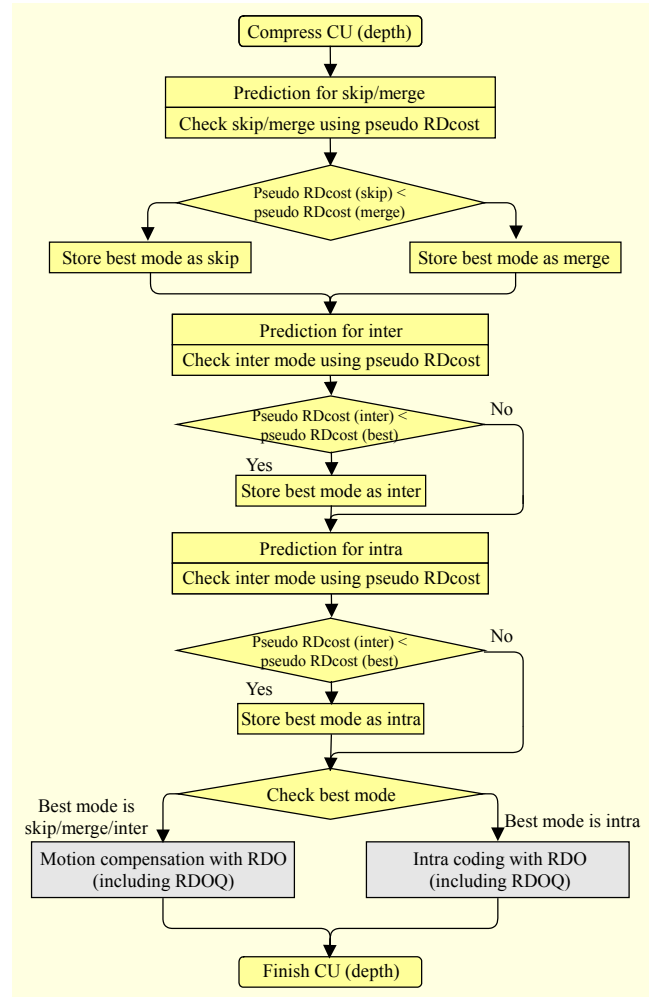 Compress CU (depth)
Prediction for skip/merge
Check skip/merge using pseudo RDcost
Pseudo RDcost (skip) <
pseudo RDcost (merge)
Store best mode as skip
Store best mode as merge
Prediction for inter
Check inter mode using pseudo RDcost
Pseudo RDcost (inter) <
pseudo RDcost (best)
No
Yes
Store best mode as inter
Prediction for intra
Check inter mode using pseudo RDcost
Pseudo RDcost (inter) <
pseudo RDcost (best)
No
Yes
Store best mode as intra
Check best mode
Best mode is
skip/merge/inter
Best mode is intra
Motion compensation with RDO
(including RDOQ)
Intra coding with RDO
(including RDOQ)
Finish CU (depth)